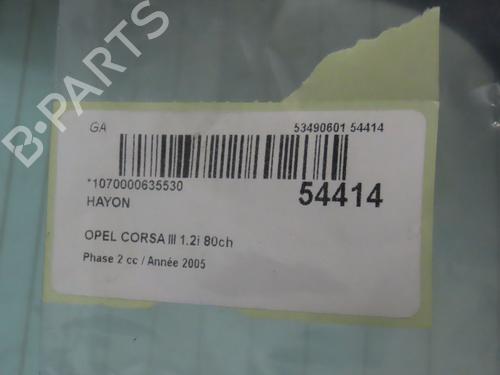 B-PARTS
GA 53490601 54414
*1070000635530 54414
HAYON
OPEL CORSA III 1.2i 80ch
Phase 2 cc / Année 2005